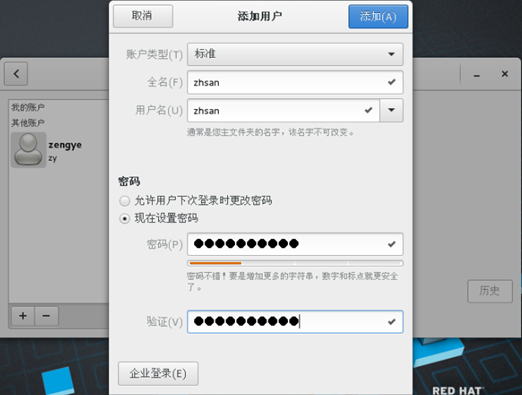 取消
添加用户
添加(A)
账户类型(T)
标准
全名(F)
zhsan
用户名(U)
zhsan
通常是您主文件夹的名字，该名字不可改变。
我的账户
其他账户
zengye
zy
密码
允许用户下次登录时更改密码
现在设置密码
密码(P)
●●●●●●●●●●
密码不错！要是增加更多的字符串，数字和标点就更安全
了。
历史
验证(V)
●●●●●●●●●●
企业登录(E)
RED HAT